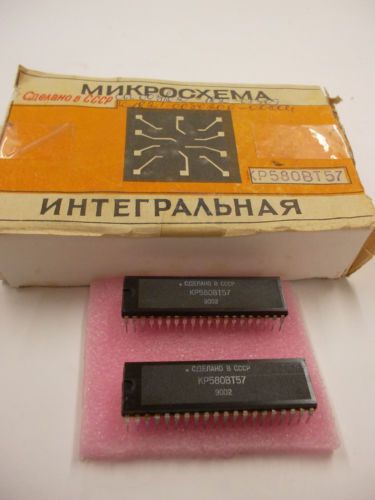 МИКРОСХЕМА
Сделано в СССР
КР580ВТ57
ИНТЕГРАЛЬНАЯ
СДЕЛАНО В СССР
КР580ВТ57
9002
СДЕЛАНО В СССР
КР580ВТ57
9002